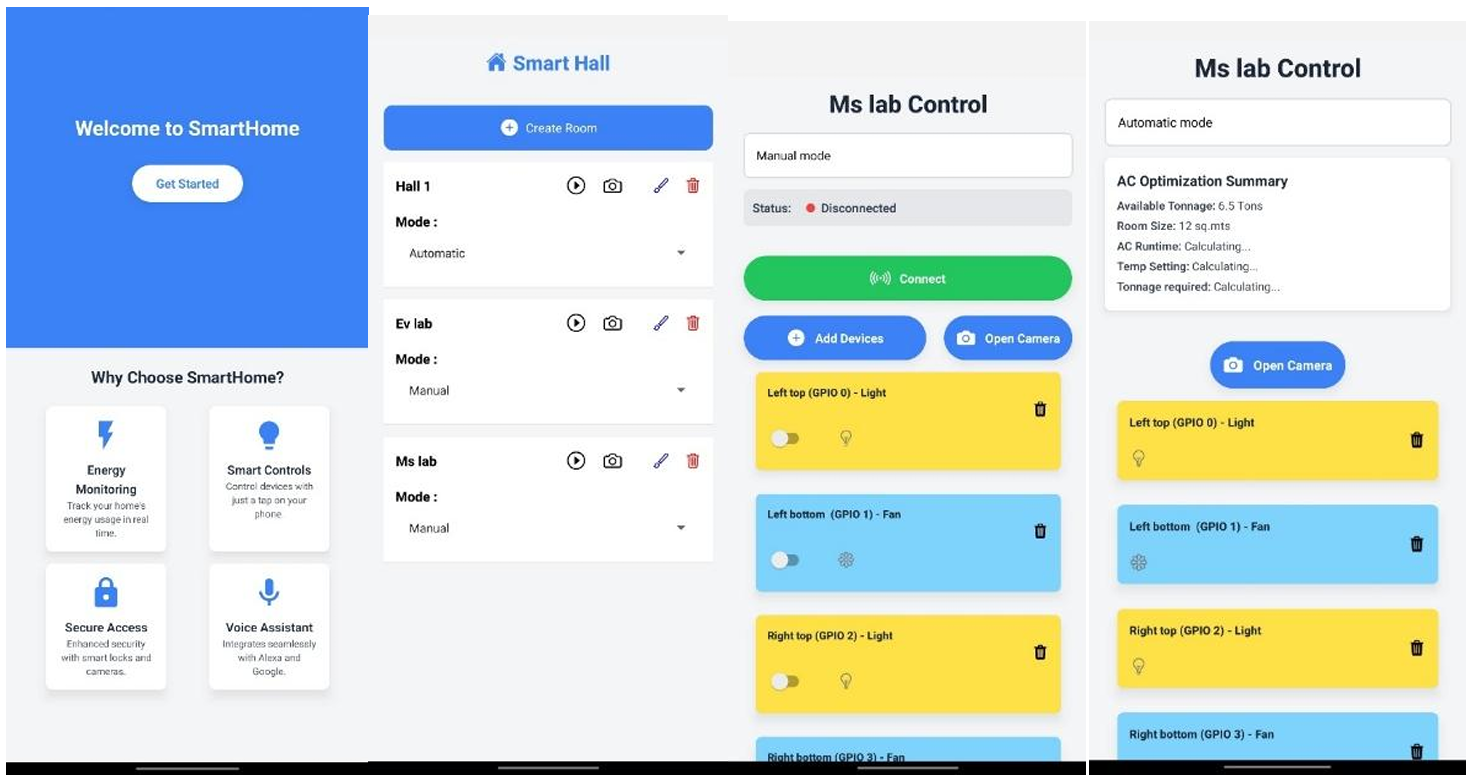 Welcome to SmartHome
Get Started
Why Choose SmartHome?
Energy
Monitoring
Track your home's
energy usage in real
time.
Smart Controls
Control devices with
just a tap on your
phone.
Secure Access
Enhanced security
with smart locks and
cameras.
Voice Assistant
Integrates seamlessly
with Alexa and
Google.
Smart Hall
Create Room
Hall 1
Mode :
Automatic
Ev lab
Mode :
Manual
Ms lab
Mode :
Manual
Ms lab Control
Manual mode
Status: Disconnected
Connect
Add Devices
Open Camera
Left top (GPIO 0) - Light
Left bottom (GPIO 1) - Fan
Right top (GPIO 2) - Light
Right bottom (GPIO 3) - Fan
Ms lab Control
Automatic mode
AC Optimization Summary
Available Tonnage: 6.5 Tons
Room Size: 12 sq.mts
AC Runtime: Calculating...
Temp Setting: Calculating...
Tonnage required: Calculating...
Open Camera
Left top (GPIO 0) - Light
Left bottom (GPIO 1) - Fan
Right top (GPIO 2) - Light
Right bottom (GPIO 3) - Fan